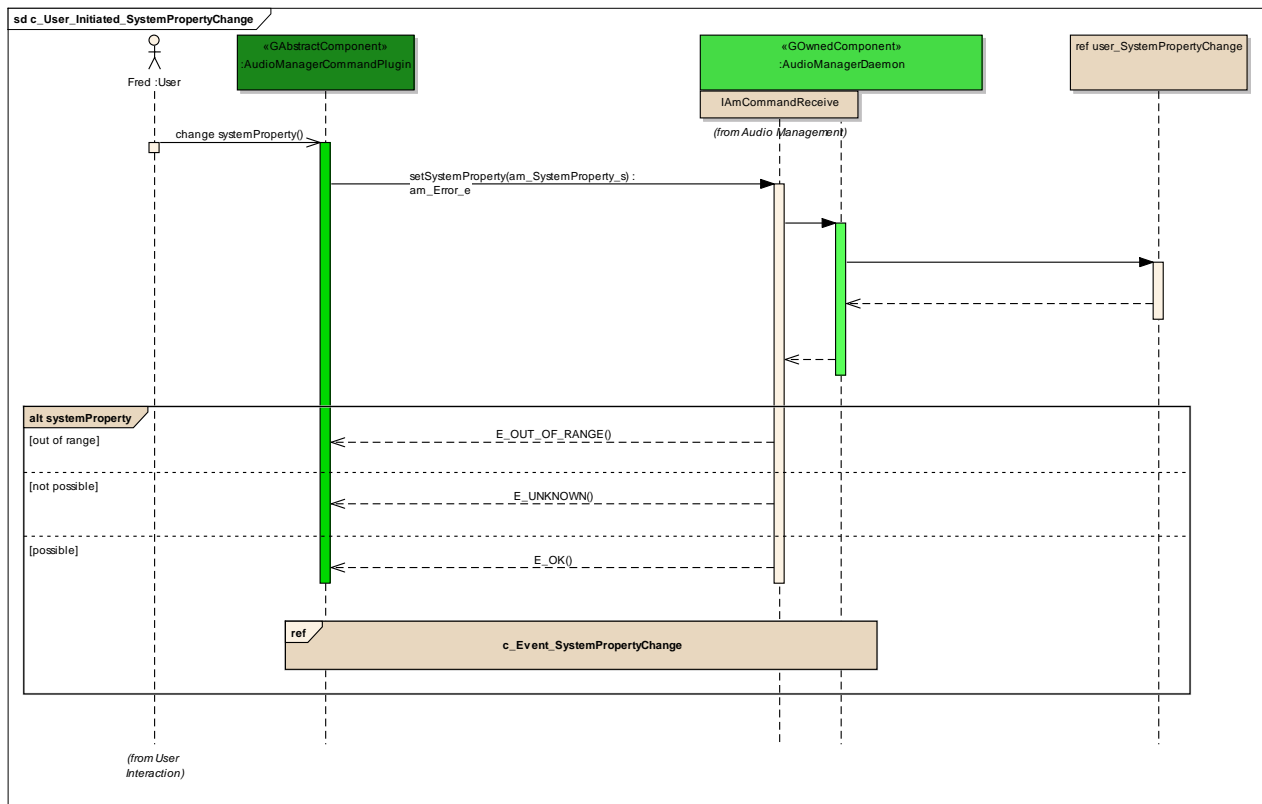 sd c_User_Initiated_SystemPropertyChange
Fred :User
«GAbstractComponent»
:AudioManagerCommandPlugin
«GOwnedComponent»
:AudioManagerDaemon
IAmCommandReceive
(from Audio Management)
ref user_SystemPropertyChange
change systemProperty()
setSystemProperty(am_SystemProperty_s) :
am_Error_e
alt systemProperty
[out of range]
E_OUT_OF_RANGE()
[not possible]
E_UNKNOWN()
[possible]
E_OK()
ref
c_Event_SystemPropertyChange
(from User
Interaction)